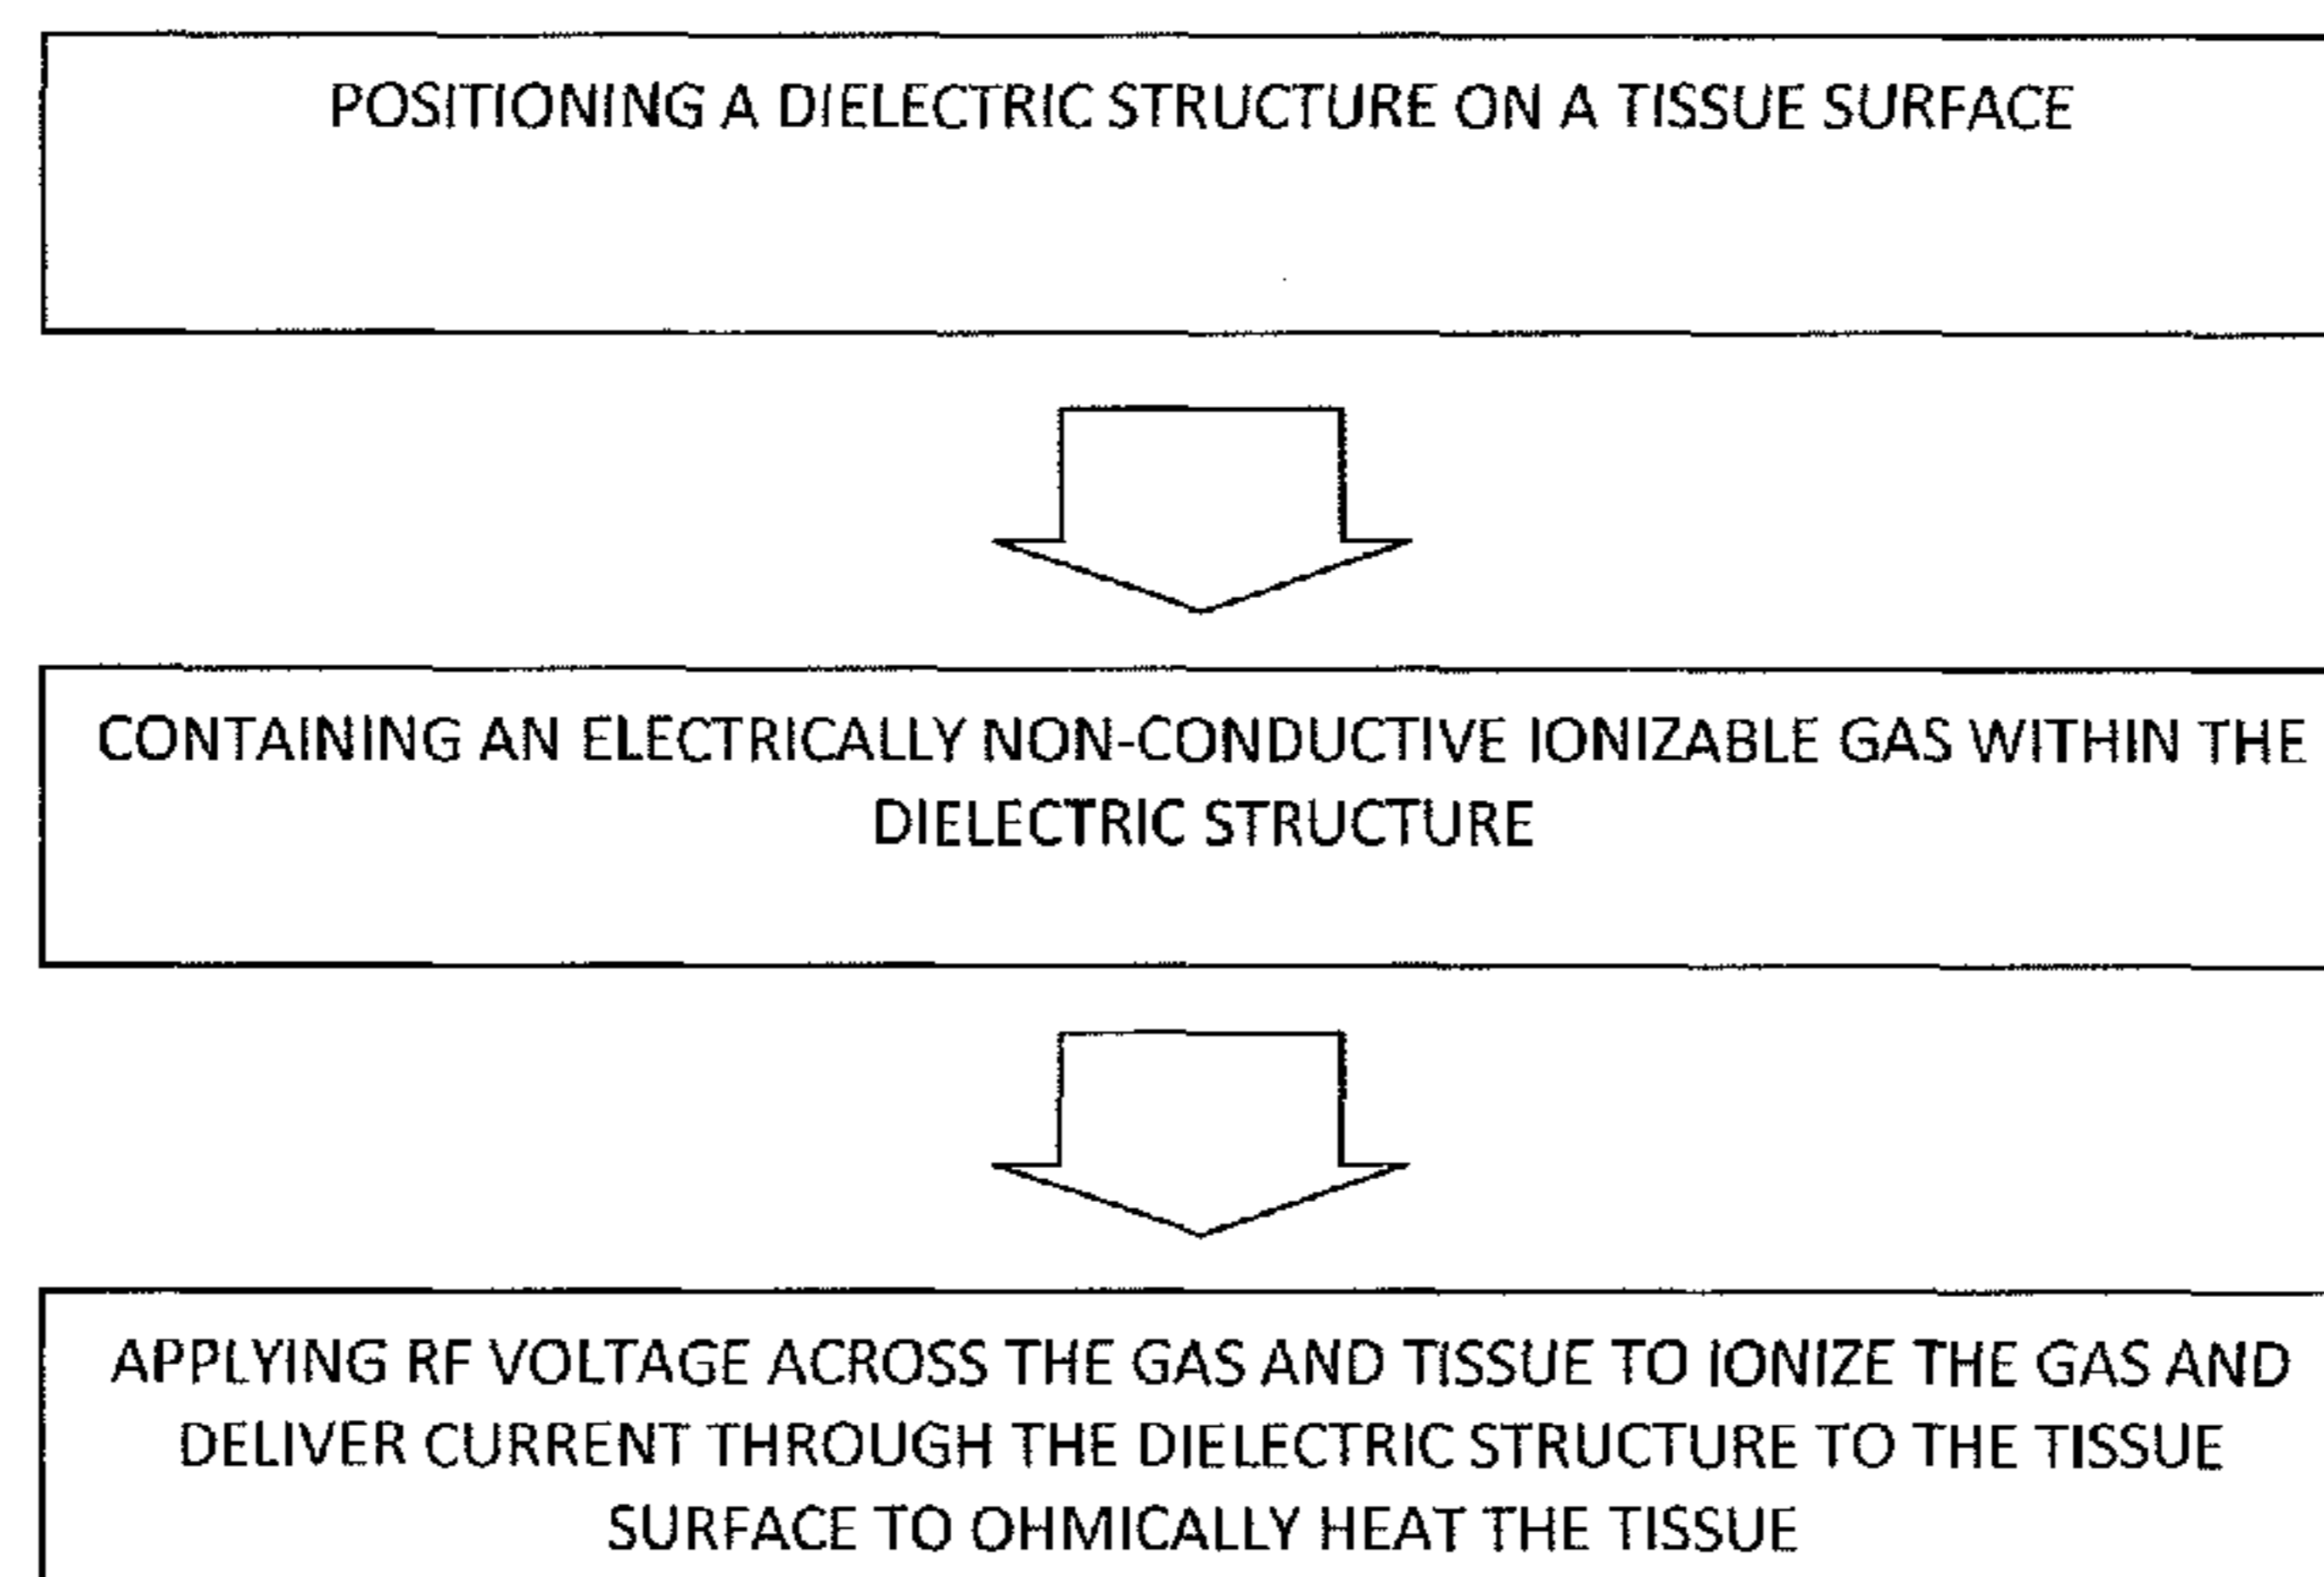 POSITIONING A DIELECTRIC STRUCTURE ON A TISSUE SURFACE
CONTAINING AN ELECTRICALLY NON-CONDUCTIVE IONIZABLE GAS WITHIN THE
DIELECTRIC STRUCTURE
APPLYING RF VOLTAGE ACROSS THE GAS AND TISSUE TO IONIZE THE GAS AND
DELIVER CURRENT THROUGH THE DIELECTRIC STRUCTURE TO THE TISSUE
SURFACE TO OHMICALLY HEAT THE TISSUE